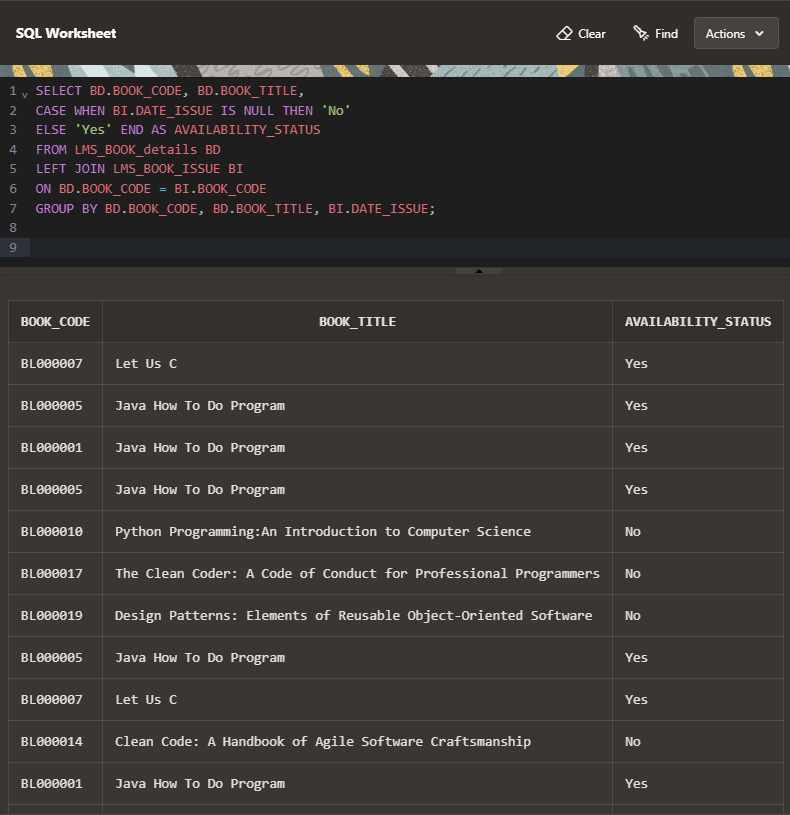 SQL Worksheet
Clear Find Actions
1 SELECT BD.BOOK_CODE, BD.BOOK_TITLE,
2 CASE WHEN BI.DATE_ISSUE IS NULL THEN 'No'
3 ELSE 'Yes' END AS AVAILABILITY_STATUS
4 FROM LMS_BOOK_details BD
5 LEFT JOIN LMS_BOOK_ISSUE BI
6 ON BD.BOOK_CODE = BI.BOOK_CODE
7 GROUP BY BD.BOOK_CODE, BD.BOOK_TITLE, BI.DATE_ISSUE;
8
9
BOOK_CODE BOOK_TITLE AVAILABILITY_STATUS
BL000007 Let Us C Yes
BL000005 Java How To Do Program Yes
BL000001 Java How To Do Program Yes
BL000005 Java How To Do Program Yes
BL000010 Python Programming:An Introduction to Computer Science No
BL000017 The Clean Coder: A Code of Conduct for Professional Programmers No
BL000019 Design Patterns: Elements of Reusable Object-Oriented Software No
BL000005 Java How To Do Program Yes
BL000007 Let Us C Yes
BL000014 Clean Code: A Handbook of Agile Software Craftsmanship No
BL000001 Java How To Do Program Yes